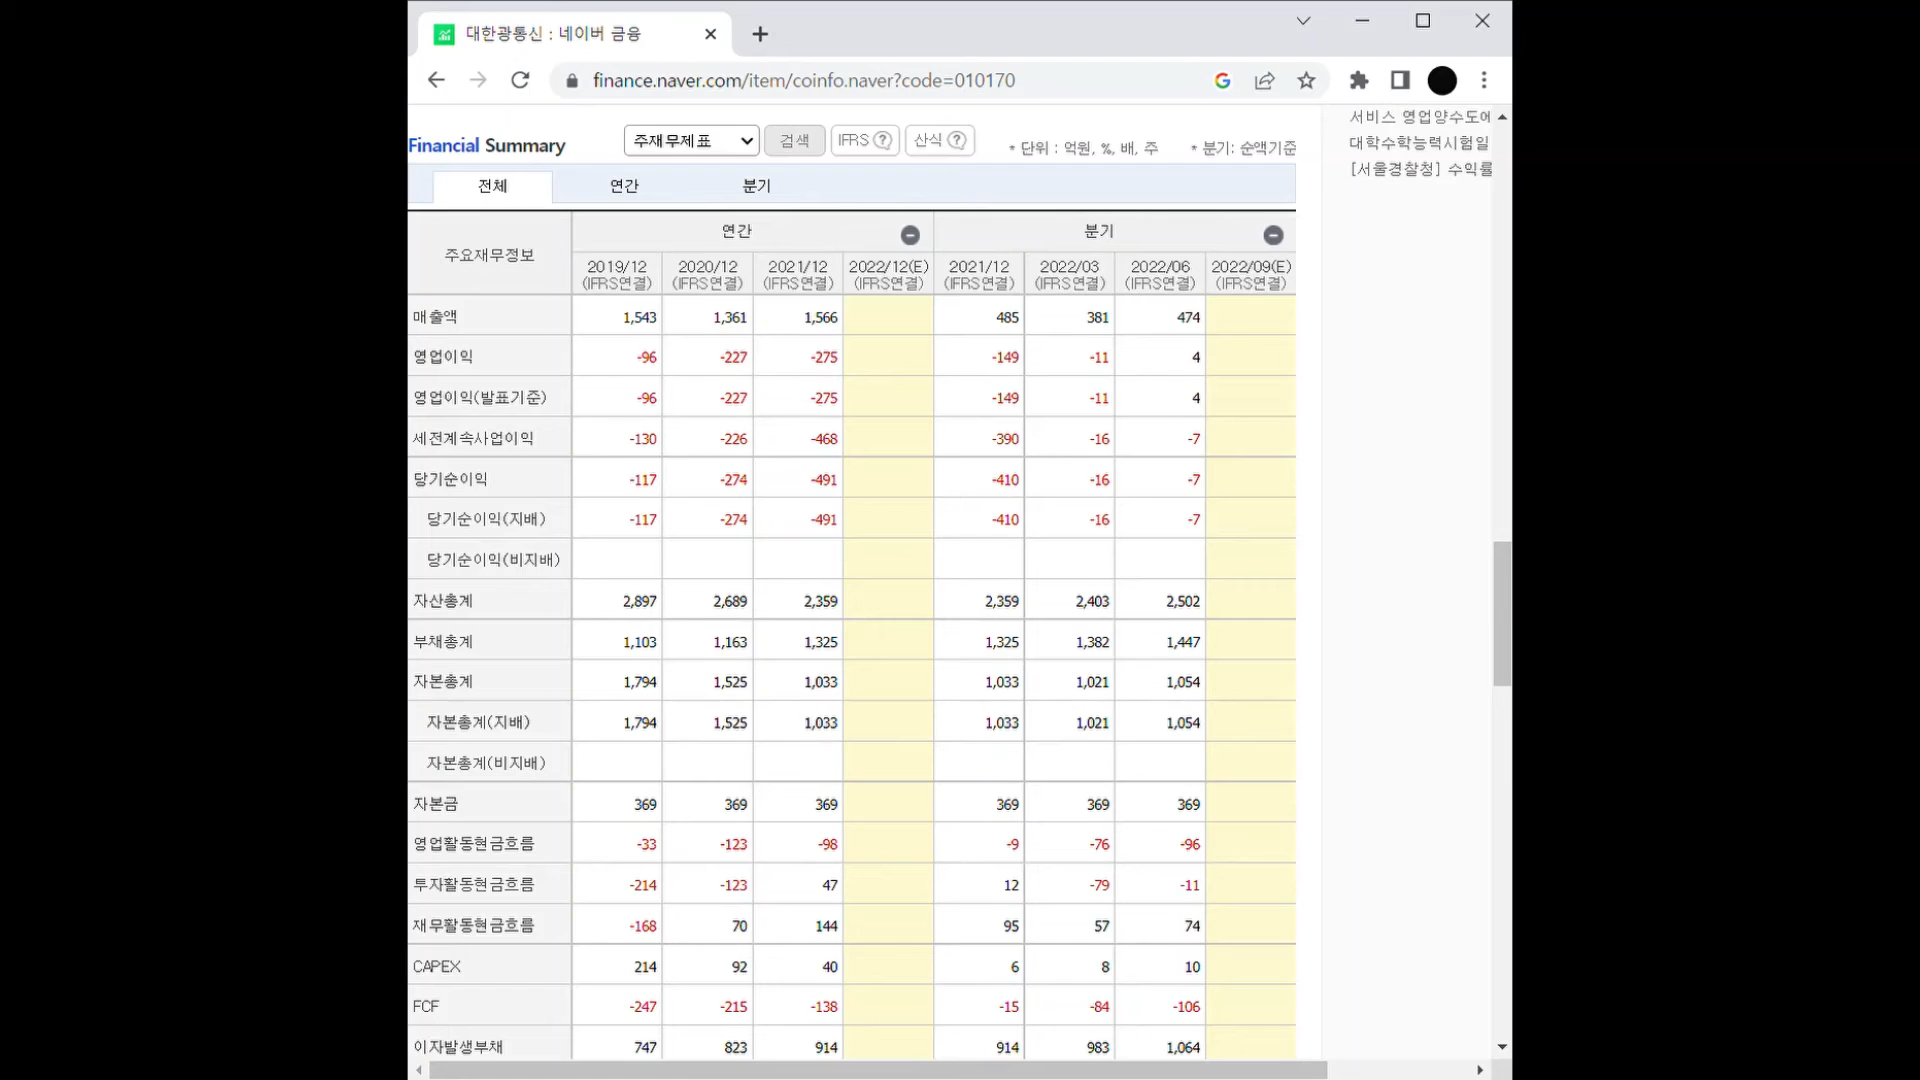 대한광통신 : 네이버 금융
finance.naver.com/item/coinfo.naver?code=010170
Financial Summary 주재무제표 검색 IFRS ? 산식 ? * 단위 : 억원, %, 배, 주 * 분기: 순액기준
전체 연간 분기
주요재무정보 연간 분기
2019/12 2020/12 2021/12 2022/12(E) 2021/12 2022/03 2022/06 2022/09(E)
(IFRS연결) (IFRS연결) (IFRS연결) (IFRS연결) (IFRS연결) (IFRS연결) (IFRS연결) (IFRS연결)
매출액 1,543 1,361 1,566 485 381 474
영업이익 -96 -227 -275 -149 -11 4
영업이익(발표기준) -96 -227 -275 -149 -11 4
세전계속사업이익 -130 -226 -468 -390 -16 -7
당기순이익 -117 -274 -491 -410 -16 -7
당기순이익(지배) -117 -274 -491 -410 -16 -7
당기순이익(비지배)
자산총계 2,897 2,689 2,359 2,359 2,403 2,502
부채총계 1,103 1,163 1,325 1,325 1,382 1,447
자본총계 1,794 1,525 1,033 1,033 1,021 1,054
자본총계(지배) 1,794 1,525 1,033 1,033 1,021 1,054
자본총계(비지배)
자본금 369 369 369 369 369 369
영업활동현금흐름 -33 -123 -98 -9 -76 -96
투자활동현금흐름 -214 -123 47 12 -79 -11
재무활동현금흐름 -168 70 144 95 57 74
CAPEX 214 92 40 6 8 10
FCF -247 -215 -138 -15 -84 -106
이자발생부채 747 823 914 914 983 1,064
서비스 영업양수도에
대학수학능력시험일
[서울경찰청] 수익률